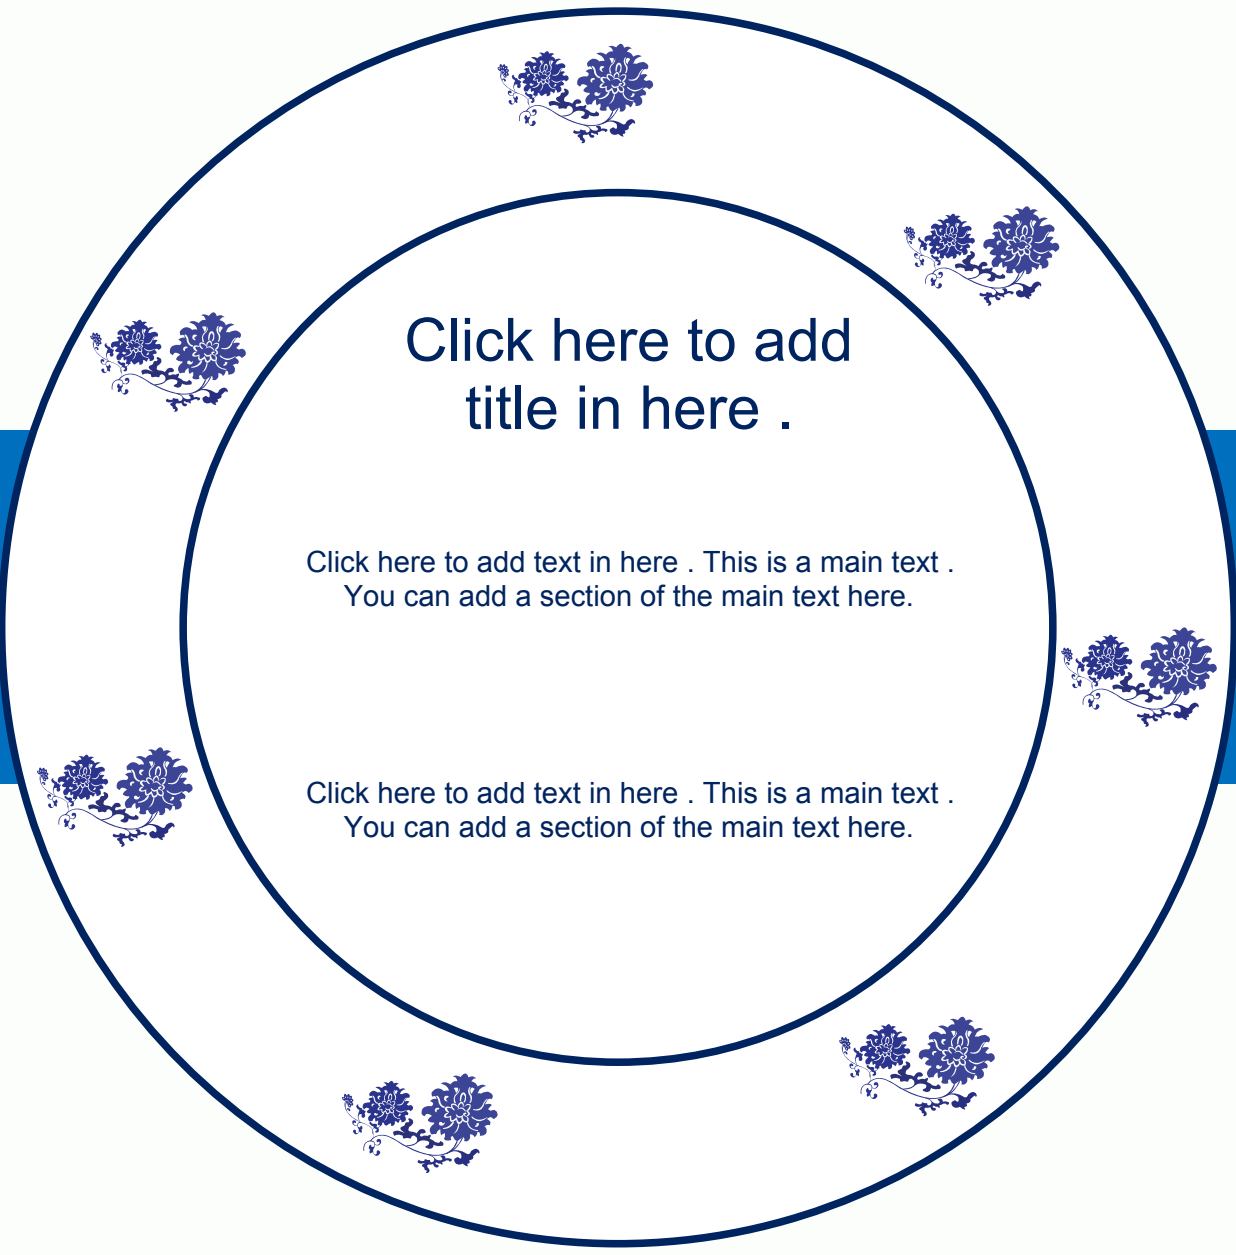 Click here to add
title in here .
Click here to add text in here . This is a main text .
You can add a section of the main text here.
Click here to add text in here . This is a main text .
You can add a section of the main text here.